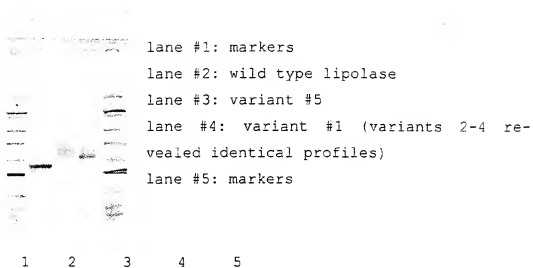 lane #1: markers
lane #2: wild type lipolase
lane #3: variant #5
lane #4: variant #1 (variants 2-4 re-
vealed identical profiles)
lane #5: markers
1 2 3 4 5